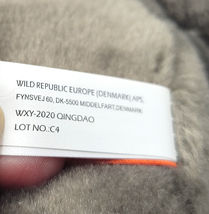 WILD REPUBLIC EUROPE (DENMARK) APS,
FYNSVEJ 60, DK-5500 MIDDELFART,DENMARK
WXY-2020 QINGDAO
LOT NO.:C4